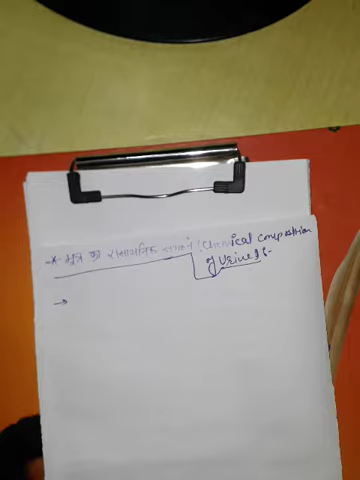 * मूत्र का रासायनिक संगठन (Chemical composition
of Urine) :-
→